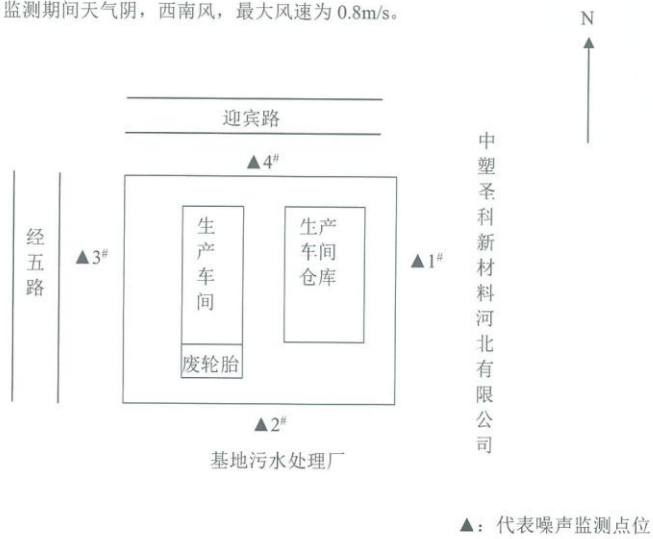 监测期间天气阴，西南风，最大风速为 0.8m/s。
N
迎宾路
▲4#
中塑圣科新材料河北有限公司
经五路
▲3#
生产车间
生产
车间
仓库
▲1#
废轮胎
▲2#
基地污水处理厂
▲：代表噪声监测点位